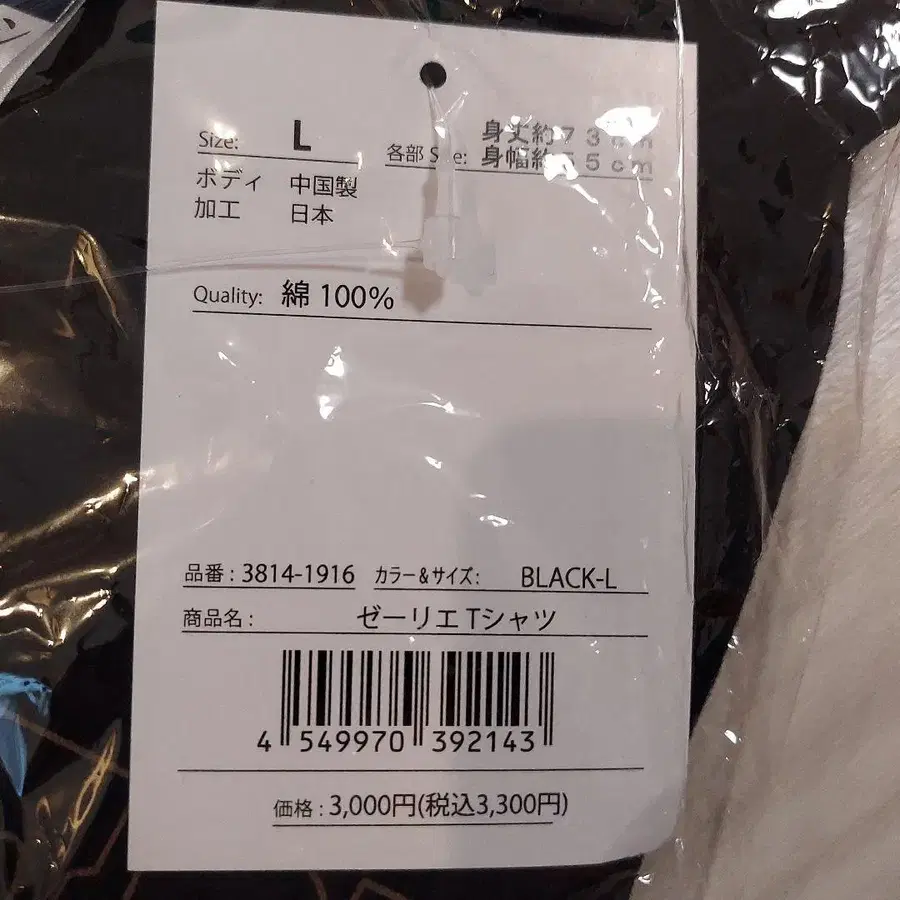 Size: L
各部 Size: 身丈約73cm
身幅約55cm
ボディ 中国製
加工 日本
Quality: 綿 100%
品番 : 3814-1916 カラー&サイズ: BLACK-L
商品名 : ゼーリエ Tシャツ
4 549970 392143
価格 : 3,000円(税込3,300円)